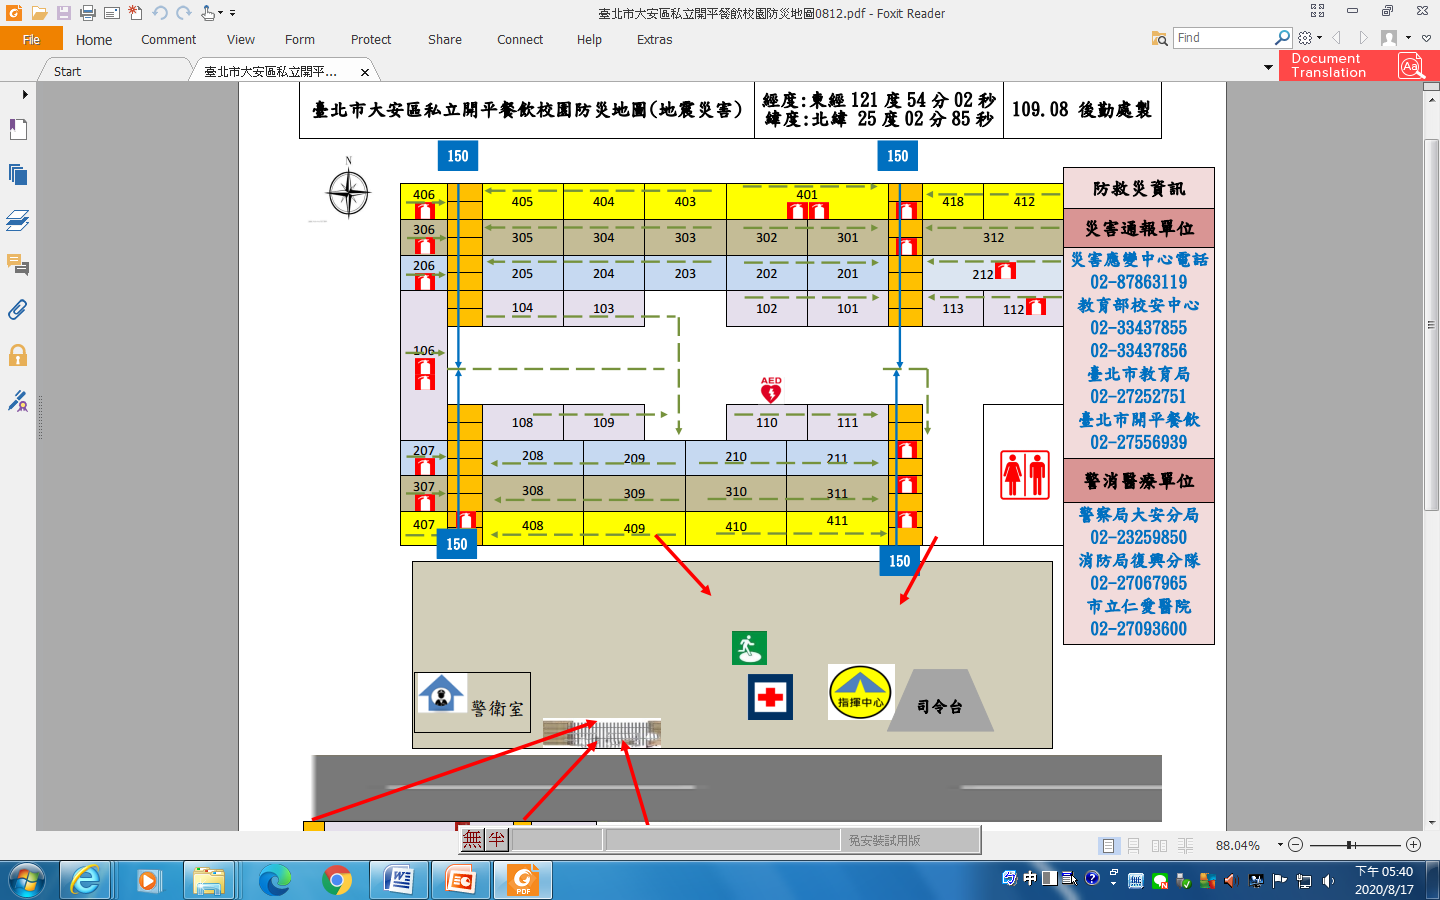 臺北市大安區私立開平餐飲校園防災地圖0812.pdf - Foxit Reader
File Home Comment View Form Protect Share Connect Help Extras
Find
Start
臺北市大安區私立開平...
Document
Translation
臺北市大安區私立開平餐飲校園防災地圖(地震災害)
經度:東經 121 度 54 分 02 秒
緯度:北緯 25 度 02 分 85 秒
109.08 後勤處製
150 150
N
406 405 404 403 401 418 412
306 305 304 303 302 301 312
206 205 204 203 202 201 212
104 103 102 101 113 112
106
AED
108 109 110 111
207 208 209 210 211
307 308 309 310 311
407 408 409 410 411
150 150
警衛室
指揮中心
司令台
防救災資訊
災害通報單位
災害應變中心電話
02-87863119
教育部校安中心
02-33437855
02-33437856
臺北市教育局
02-27252751
臺北市開平餐飲
02-27556939
警消醫療單位
警察局大安分局
02-23259850
消防局復興分隊
02-27067965
市立仁愛醫院
02-27093600
無 半 免安裝試用版
88.04%
PDF
中
下午 05:40
2020/8/17